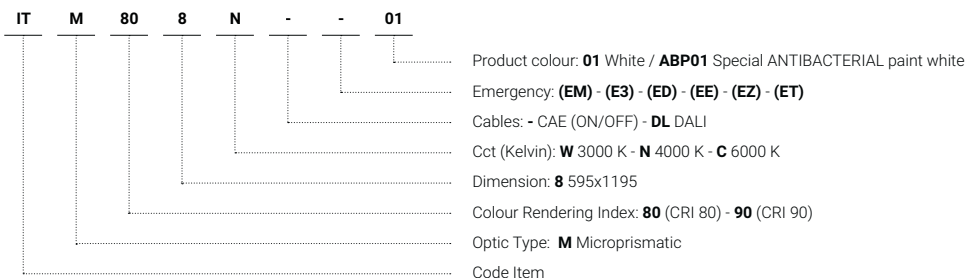 IT M 80 8 N - - 01
Product colour: 01 White / ABP01 Special ANTIBACTERIAL paint white
Emergency: (EM) - (E3) - (ED) - (EE) - (EZ) - (ET)
Cables: - CAE (ON/OFF) - DL DALI
Cct (Kelvin): W 3000 K - N 4000 K - C 6000 K
Dimension: 8 595x1195
Colour Rendering Index: 80 (CRI 80) - 90 (CRI 90)
Optic Type: M Microprismatic
Code Item